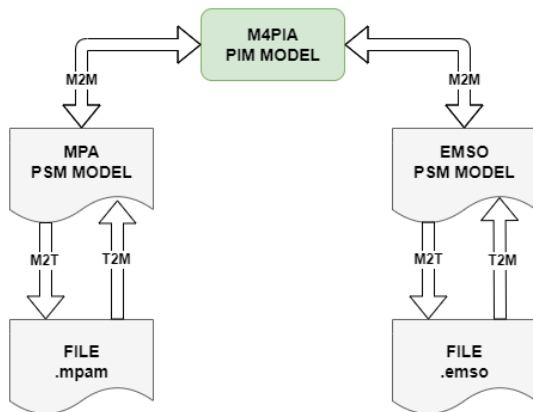 M4PIA
PIM MODEL
M2M
M2M
MPA
PSM MODEL
EMSO
PSM MODEL
M2T
T2M
M2T
T2M
FILE
.mpam
FILE
.emso